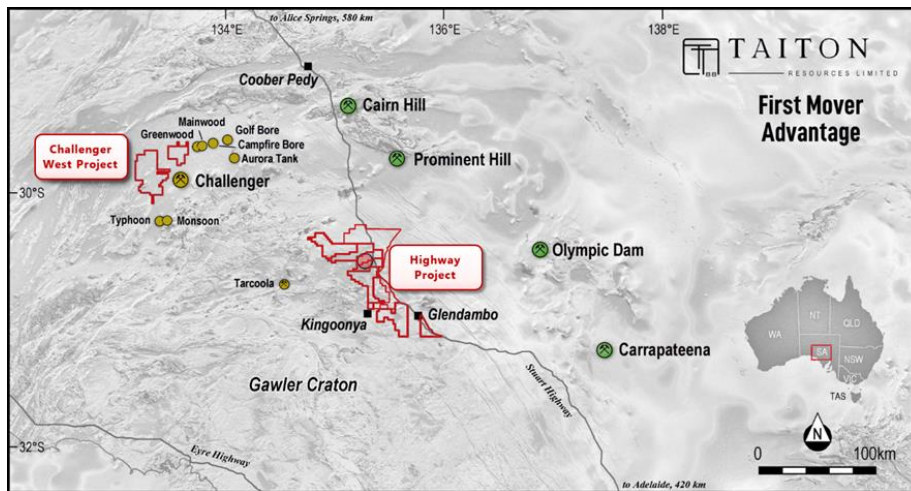 134°E
136°E
138°E
to Alice Springs, 580 km
TAITON
RESOURCES LIMITED
First Mover
Advantage
Coober Pedy
Cairn Hill
Mainwood
Golf Bore
Greenwood
Campfire Bore
Aurora Tank
Prominent Hill
Challenger
West Project
Challenger
30°S
Typhoon
Monsoon
Olympic Dam
Highway
Project
Tarcoola
Kingoonya
Glendambo
Carrapateena
WA
NT
QLD
SA
NSW
TAS
Gawler Craton
Stuart Highway
32°S
Eyre Highway
N
0
100km
to Adelaide, 420 km